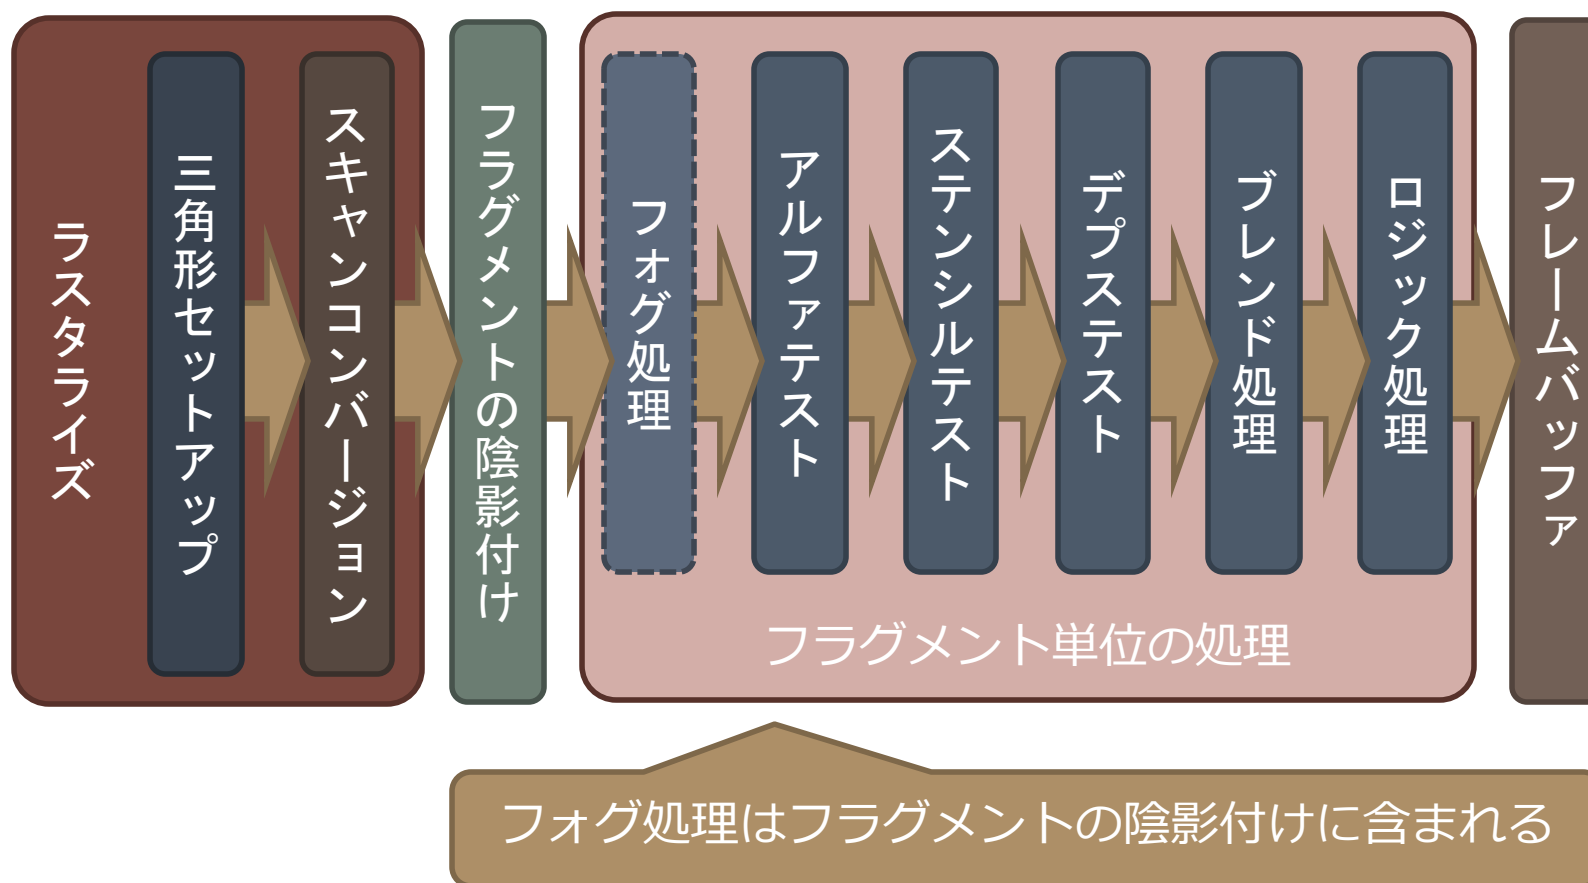 ラスタライズ
三角形セットアップ
スキャンコンバージョン
フラグメントの陰影付け
フォグ処理
アルファテスト
ステンシルテスト
デプステスト
ブレンド処理
ロジック処理
フレームバッファ
フラグメント単位の処理
フォグ処理はフラグメントの陰影付けに含まれる